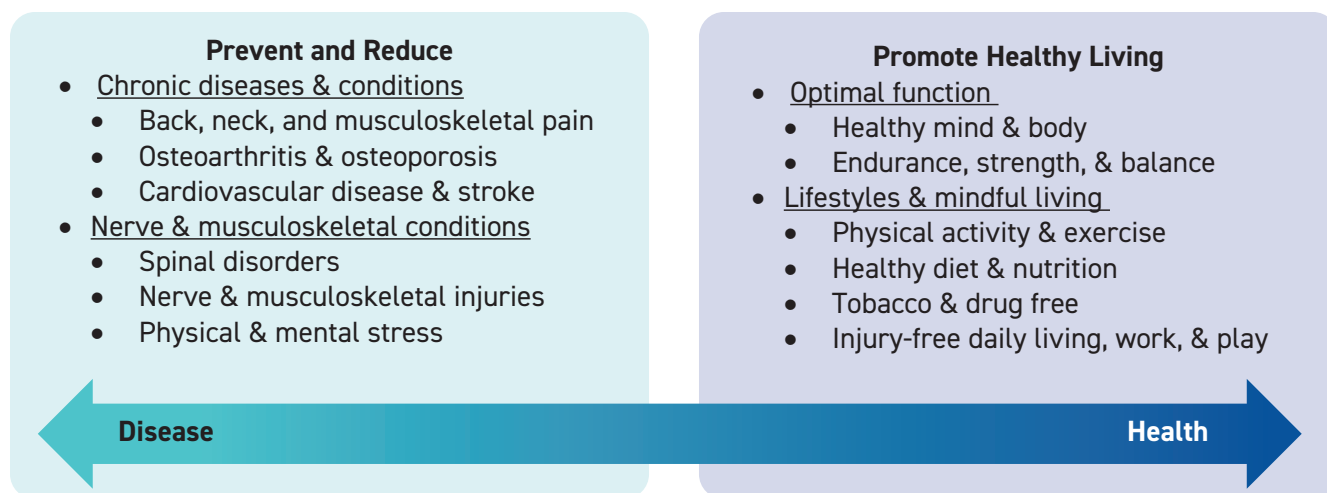 Prevent and Reduce
• Chronic diseases & conditions
• Back, neck, and musculoskeletal pain
• Osteoarthritis & osteoporosis
• Cardiovascular disease & stroke
• Nerve & musculoskeletal conditions
• Spinal disorders
• Nerve & musculoskeletal injuries
• Physical & mental stress
Promote Healthy Living
• Optimal function
• Healthy mind & body
• Endurance, strength, & balance
• Lifestyles & mindful living
• Physical activity & exercise
• Healthy diet & nutrition
• Tobacco & drug free
• Injury-free daily living, work, & play
Disease
Health